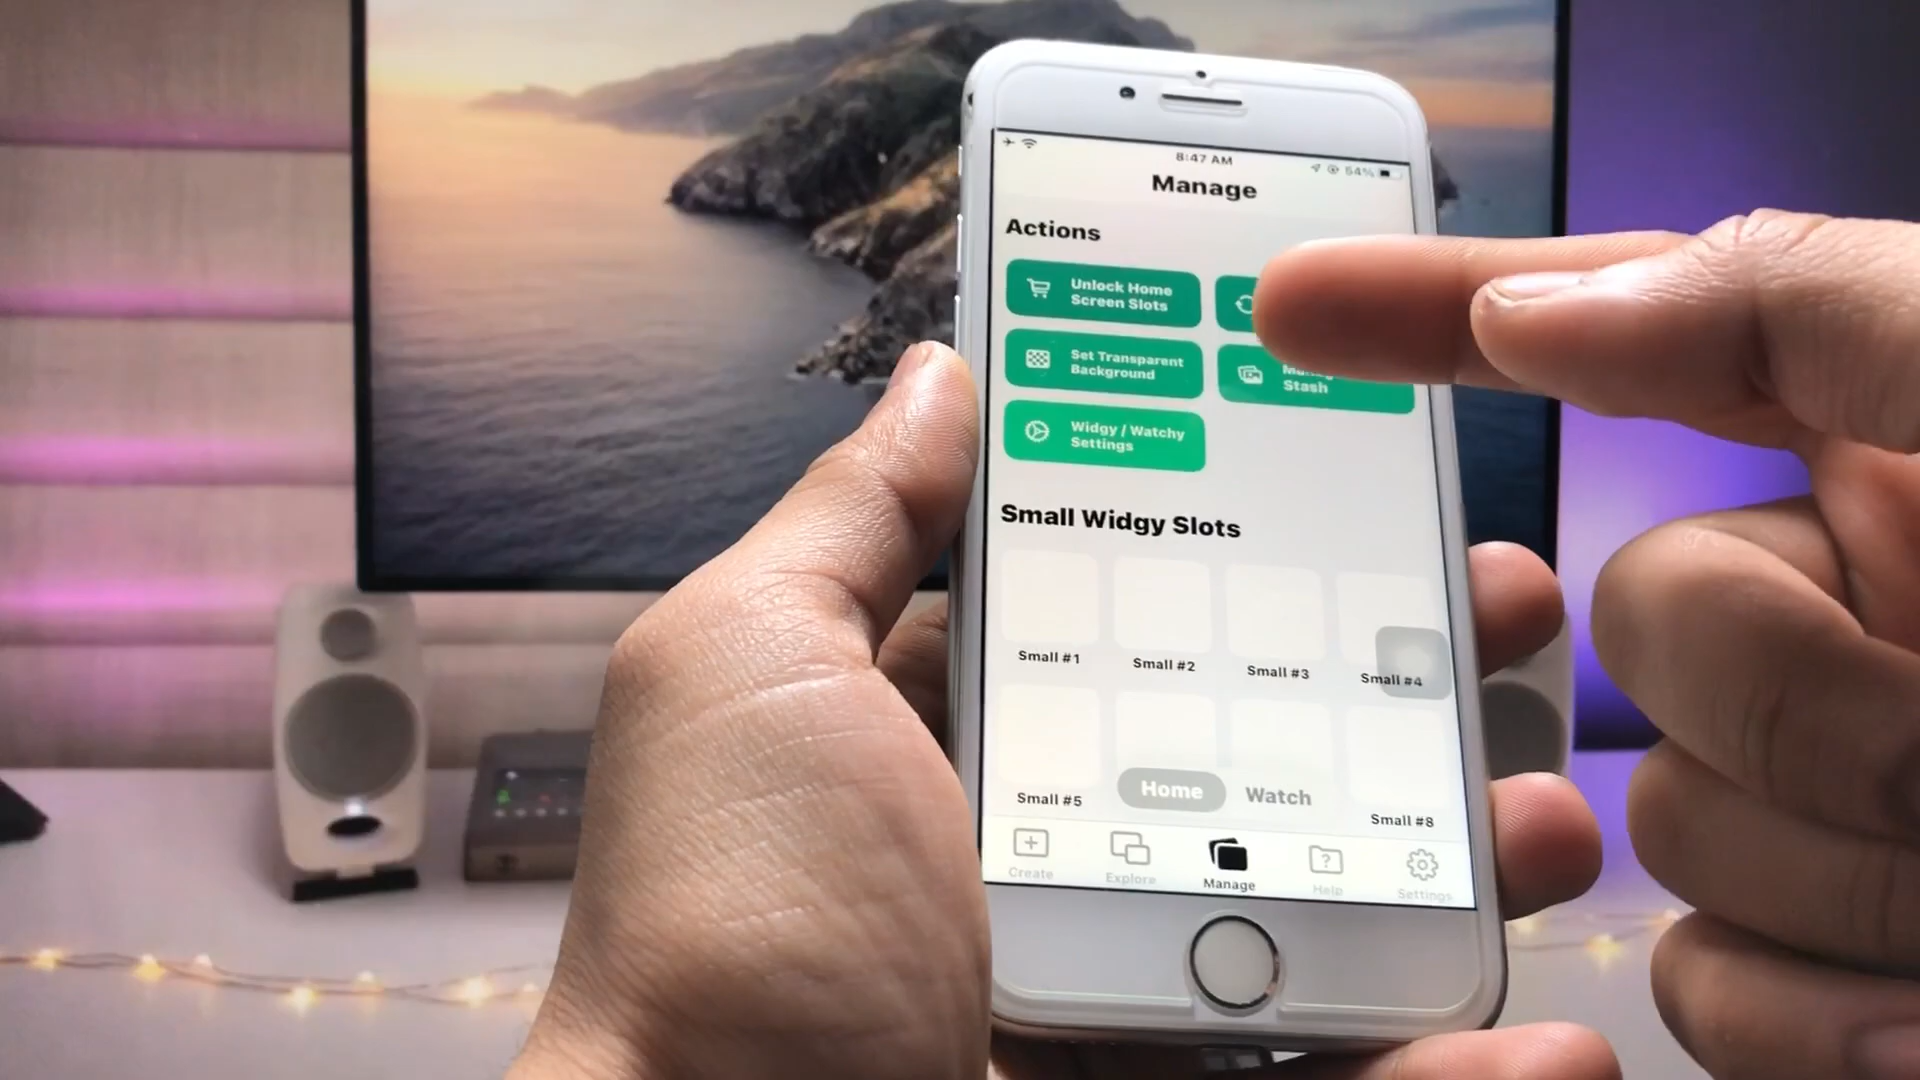 8:47 AM
54%
Manage
Actions
Unlock Home
Screen Slots
Set Transparent
Background
Stash
Widgy / Watchy
Settings
Small Widgy Slots
Small #1
Small #2
Small #3
Small #4
Small #5
Small #8
Home
Watch
Create
Explore
Manage
Help
Settings